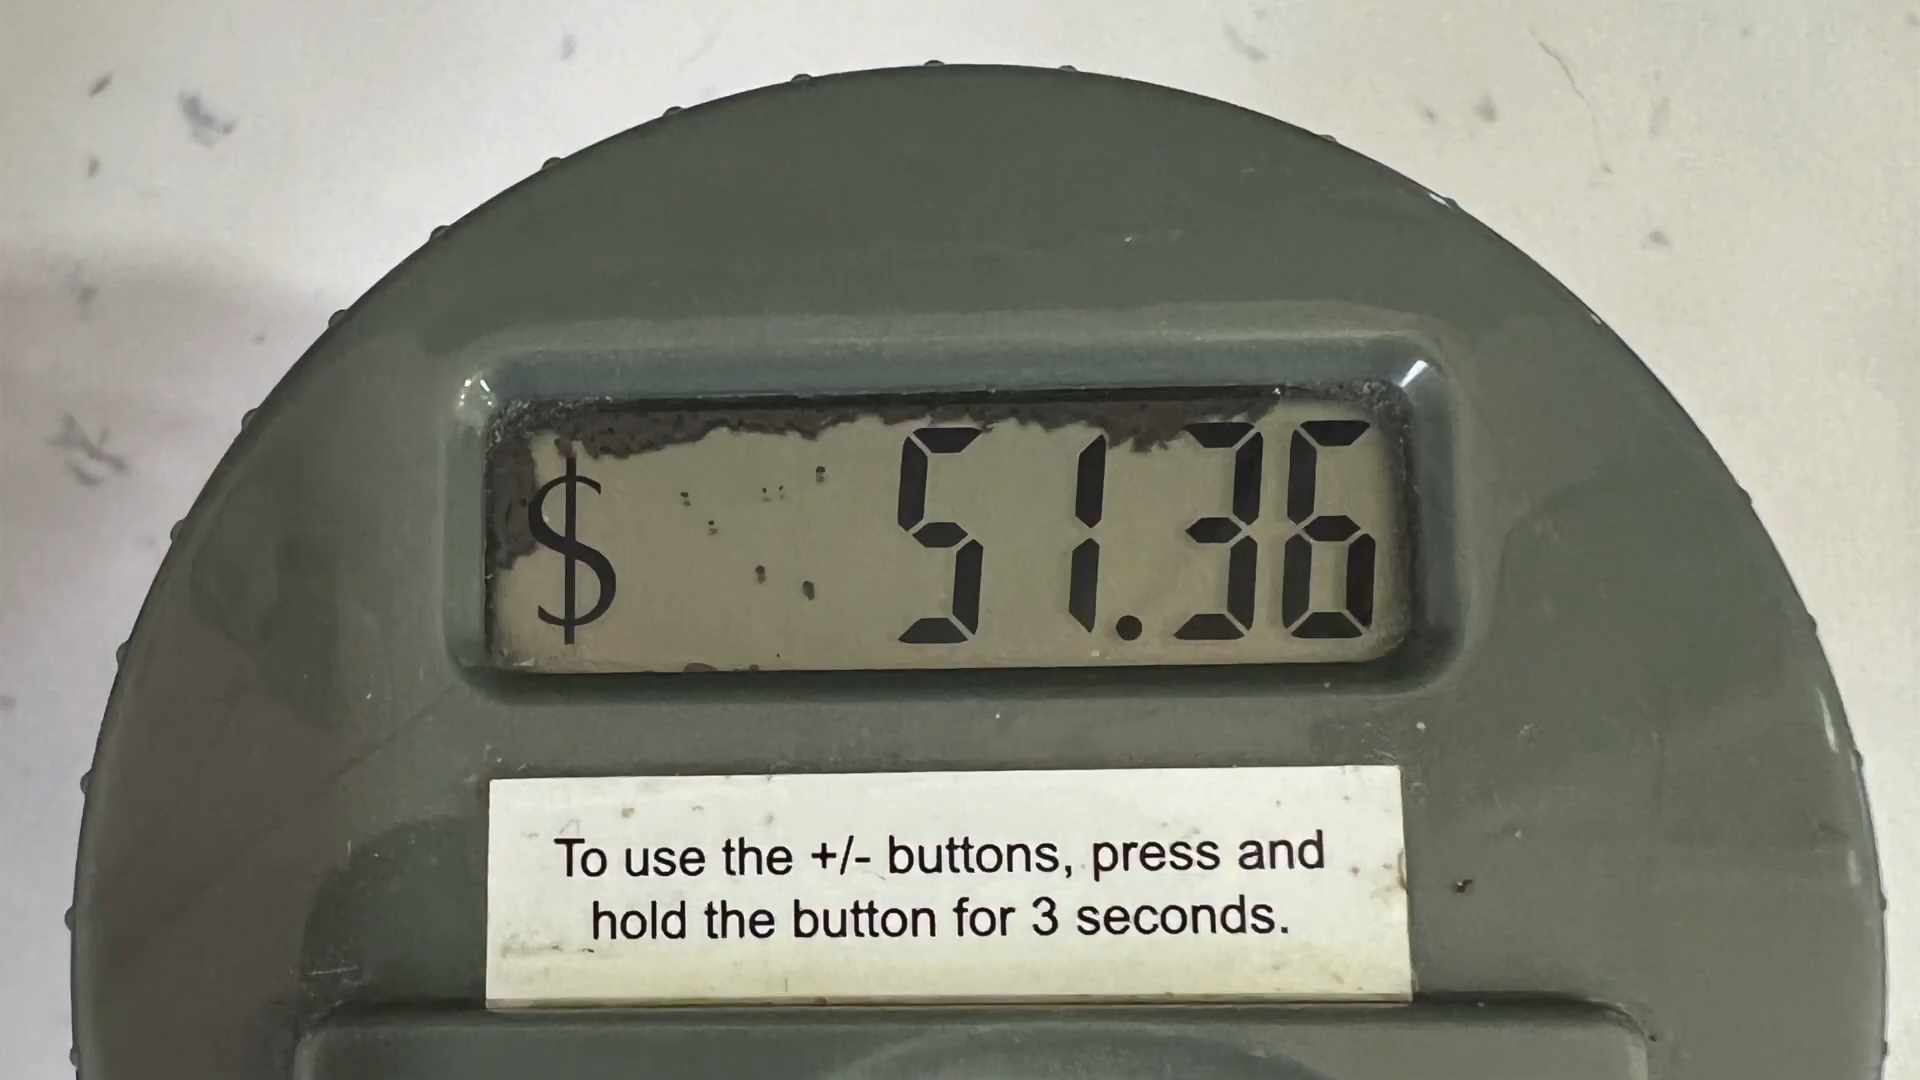 $ 51.36
To use the +/- buttons, press and
hold the button for 3 seconds.